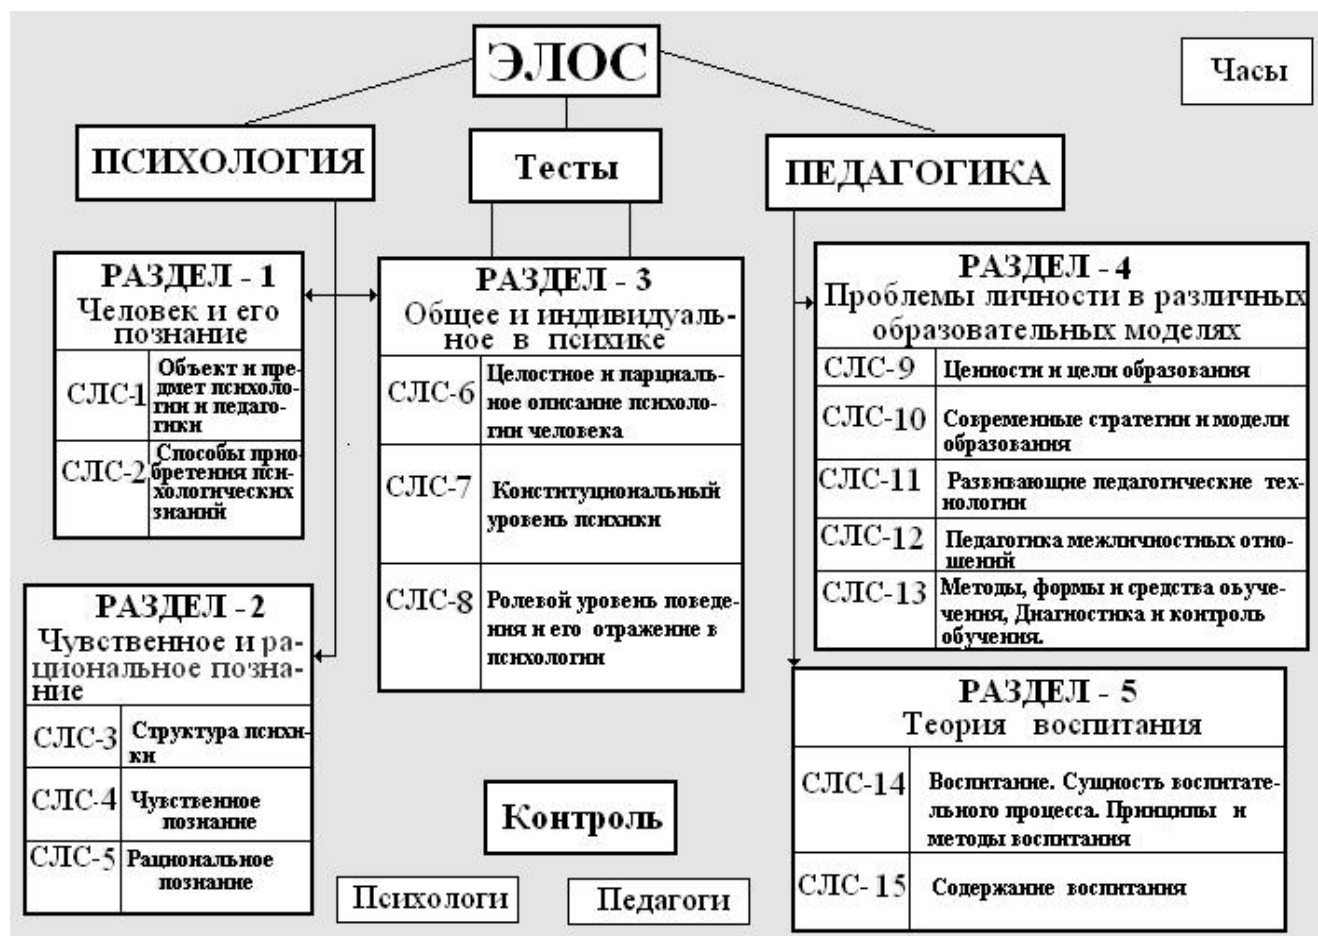 ЭЛОС
Часы
ПСИХОЛОГИЯ
Тесты
ПЕДАГОГИКА
РАЗДЕЛ - 1
Человек и его
познание
СЛС-1
Объект и пре-
дмет психоло-
гии и педаго-
гики
СЛС-2
Способы прио-
бретения пси-
хологических
знаний
РАЗДЕЛ - 2
Чувственное и ра-
циональное позна-
ние
СЛС-3
Структура психи-
ки
СЛС-4
Чувственное
познание
СЛС-5
Рациональное
познание
РАЗДЕЛ - 3
Общее и индивидуаль-
ное в психике
СЛС-6
Целостное и парциаль-
ное описание психоло-
гии человека
СЛС-7
Конституциональный
уровень психики
СЛС-8
Ролевой уровень поведе-
ния и его отражение в
психологии
РАЗДЕЛ - 4
Проблемы личности в различных
образовательных моделях
СЛС-9
Ценности и цели образования
СЛС-10
Современные стратегии и модели
образования
СЛС-11
Развивающие педагогические тех-
нологии
СЛС-12
Педагогика межличностных отно-
шений
СЛС-13
Методы, формы и средства оьуче-
чения, Диагностика и контроль
обучения.
РАЗДЕЛ - 5
Теория воспитания
СЛС-14
Воспитание. Сущность воспитате-
льного процесса. Принципы и
методы воспитания
СЛС- 15
Содержание воспитания
Контроль
Психологи
Педагоги